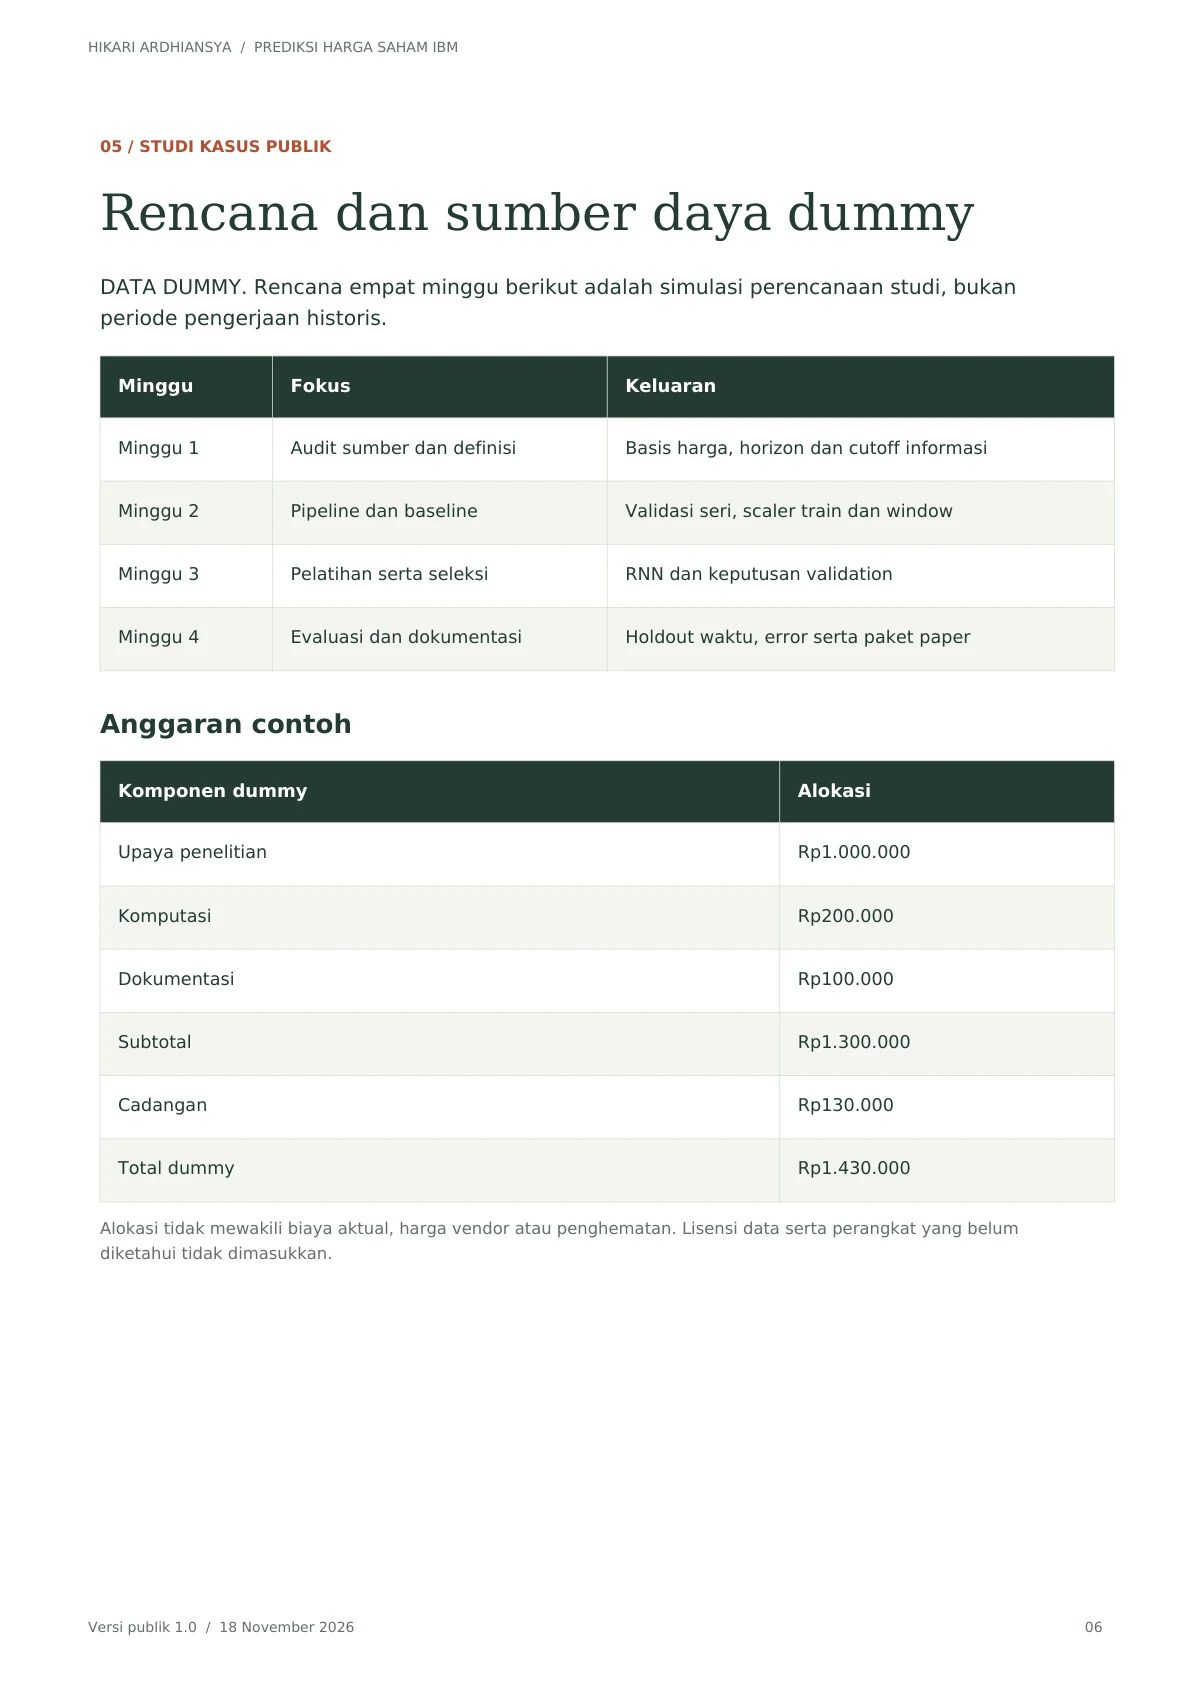 HIKARI ARDHIANSYA / PREDIKSI HARGA SAHAM IBM
05 / STUDI KASUS PUBLIK
Rencana dan sumber daya dummy
DATA DUMMY. Rencana empat minggu berikut adalah simulasi perencanaan studi, bukan
periode pengerjaan historis.
Minggu Fokus Keluaran
Minggu 1 Audit sumber dan definisi Basis harga, horizon dan cutoff informasi
Minggu 2 Pipeline dan baseline Validasi seri, scaler train dan window
Minggu 3 Pelatihan serta seleksi RNN dan keputusan validation
Minggu 4 Evaluasi dan dokumentasi Holdout waktu, error serta paket paper
Anggaran contoh
Komponen dummy Alokasi
Upaya penelitian Rp1.000.000
Komputasi Rp200.000
Dokumentasi Rp100.000
Subtotal Rp1.300.000
Cadangan Rp130.000
Total dummy Rp1.430.000
Alokasi tidak mewakili biaya aktual, harga vendor atau penghematan. Lisensi data serta perangkat yang belum
diketahui tidak dimasukkan.
Versi publik 1.0 / 18 November 2026 06